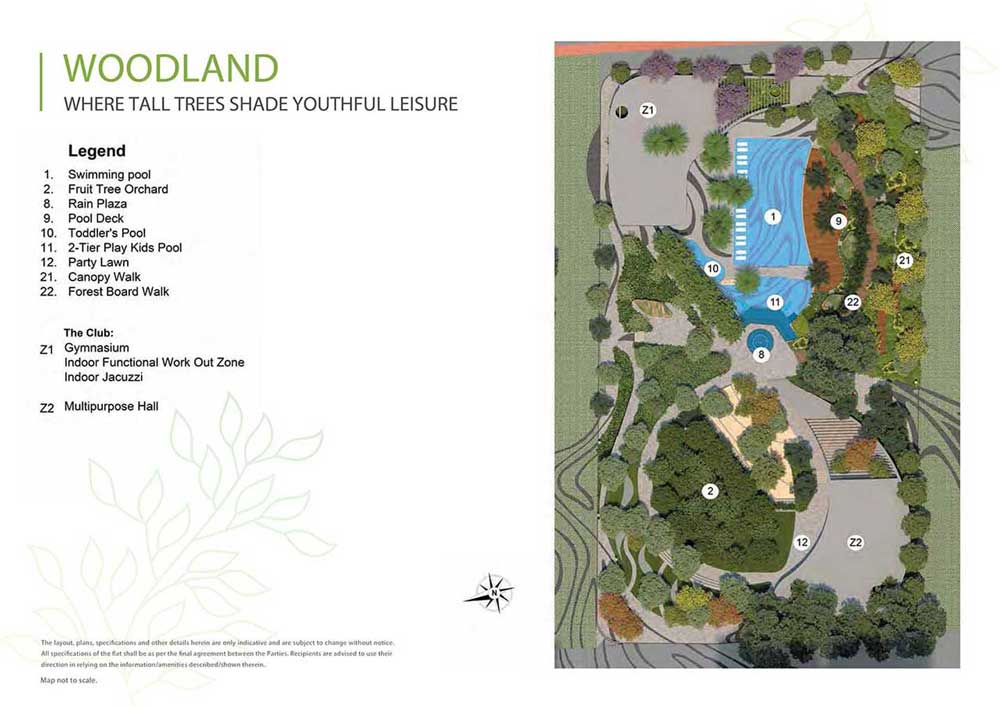 WOODLAND
WHERE TALL TREES SHADE YOUTHFUL LEISURE
Legend
1. Swimming pool
2. Fruit Tree Orchard
8. Rain Plaza
9. Pool Deck
10. Toddler's Pool
11. 2-Tier Play Kids Pool
12. Party Lawn
21. Canopy Walk
22. Forest Board Walk
The Club:
Z1 Gymnasium
Indoor Functional Work Out Zone
Indoor Jacuzzi
Z2 Multipurpose Hall
Z1
1
9
21
10
11
22
8
2
12
Z2
N
The layout, plans, specifications and other details herein are only indicative and are subject to change without notice.
All specifications of the flat shall be as per the final agreement between the Parties. Recipients are advised to use their
direction in relying on the information/amenities described/shown therein.
Map not to scale.